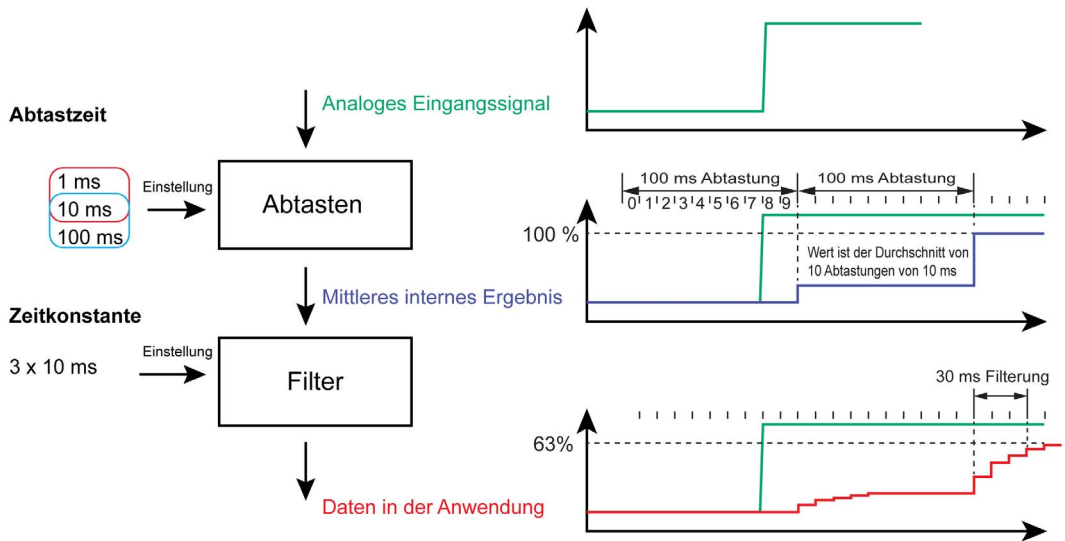 Analoges Eingangssignal
Abtastzeit
1 ms
10 ms
100 ms
Einstellung
Abtasten
100 ms Abtastung
100 ms Abtastung
0 1 2 3 4 5 6 7 8 9
100 %
Wert ist der Durchschnitt von
10 Abtastungen von 10 ms
Mittleres internes Ergebnis
Zeitkonstante
3 x 10 ms
Einstellung
Filter
30 ms Filterung
63%
Daten in der Anwendung